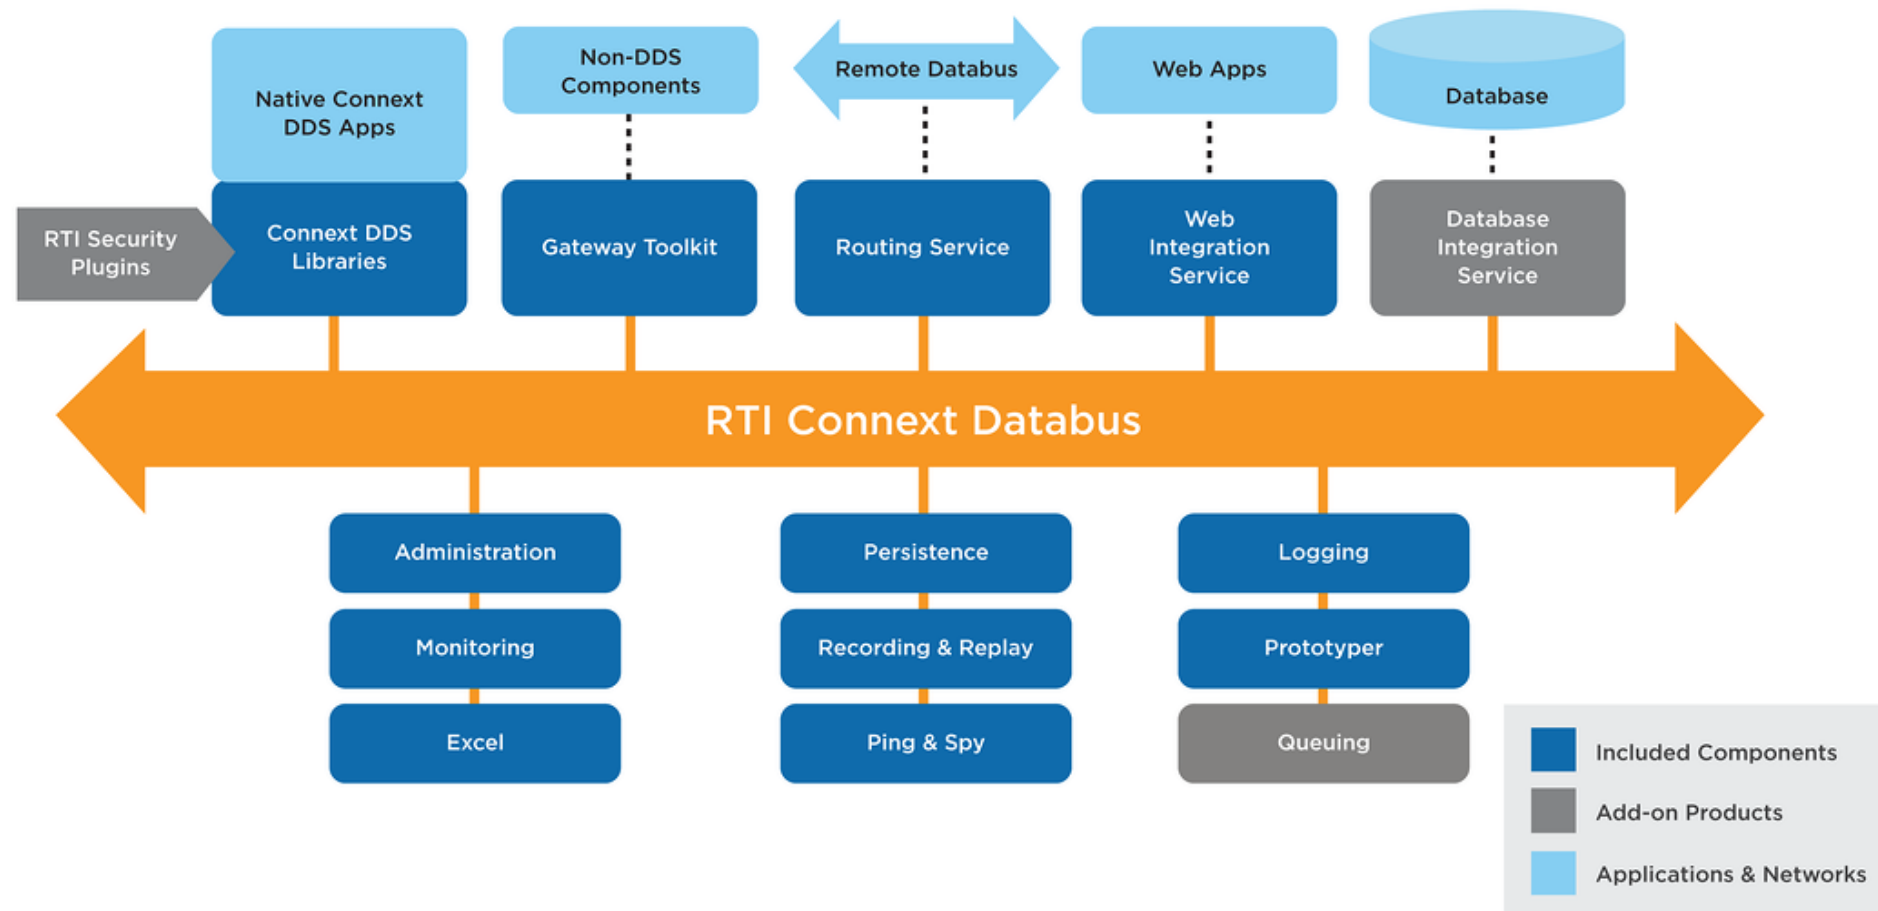 Native Connext
DDS Apps
Non-DDS
Components
Remote Databus
Web Apps
Database
RTI Security
Plugins
Connext DDS
Libraries
Gateway Toolkit
Routing Service
Web
Integration
Service
Database
Integration
Service
RTI Connext Databus
Administration
Persistence
Logging
Monitoring
Recording & Replay
Prototyper
Excel
Ping & Spy
Queuing
Included Components
Add-on Products
Applications & Networks